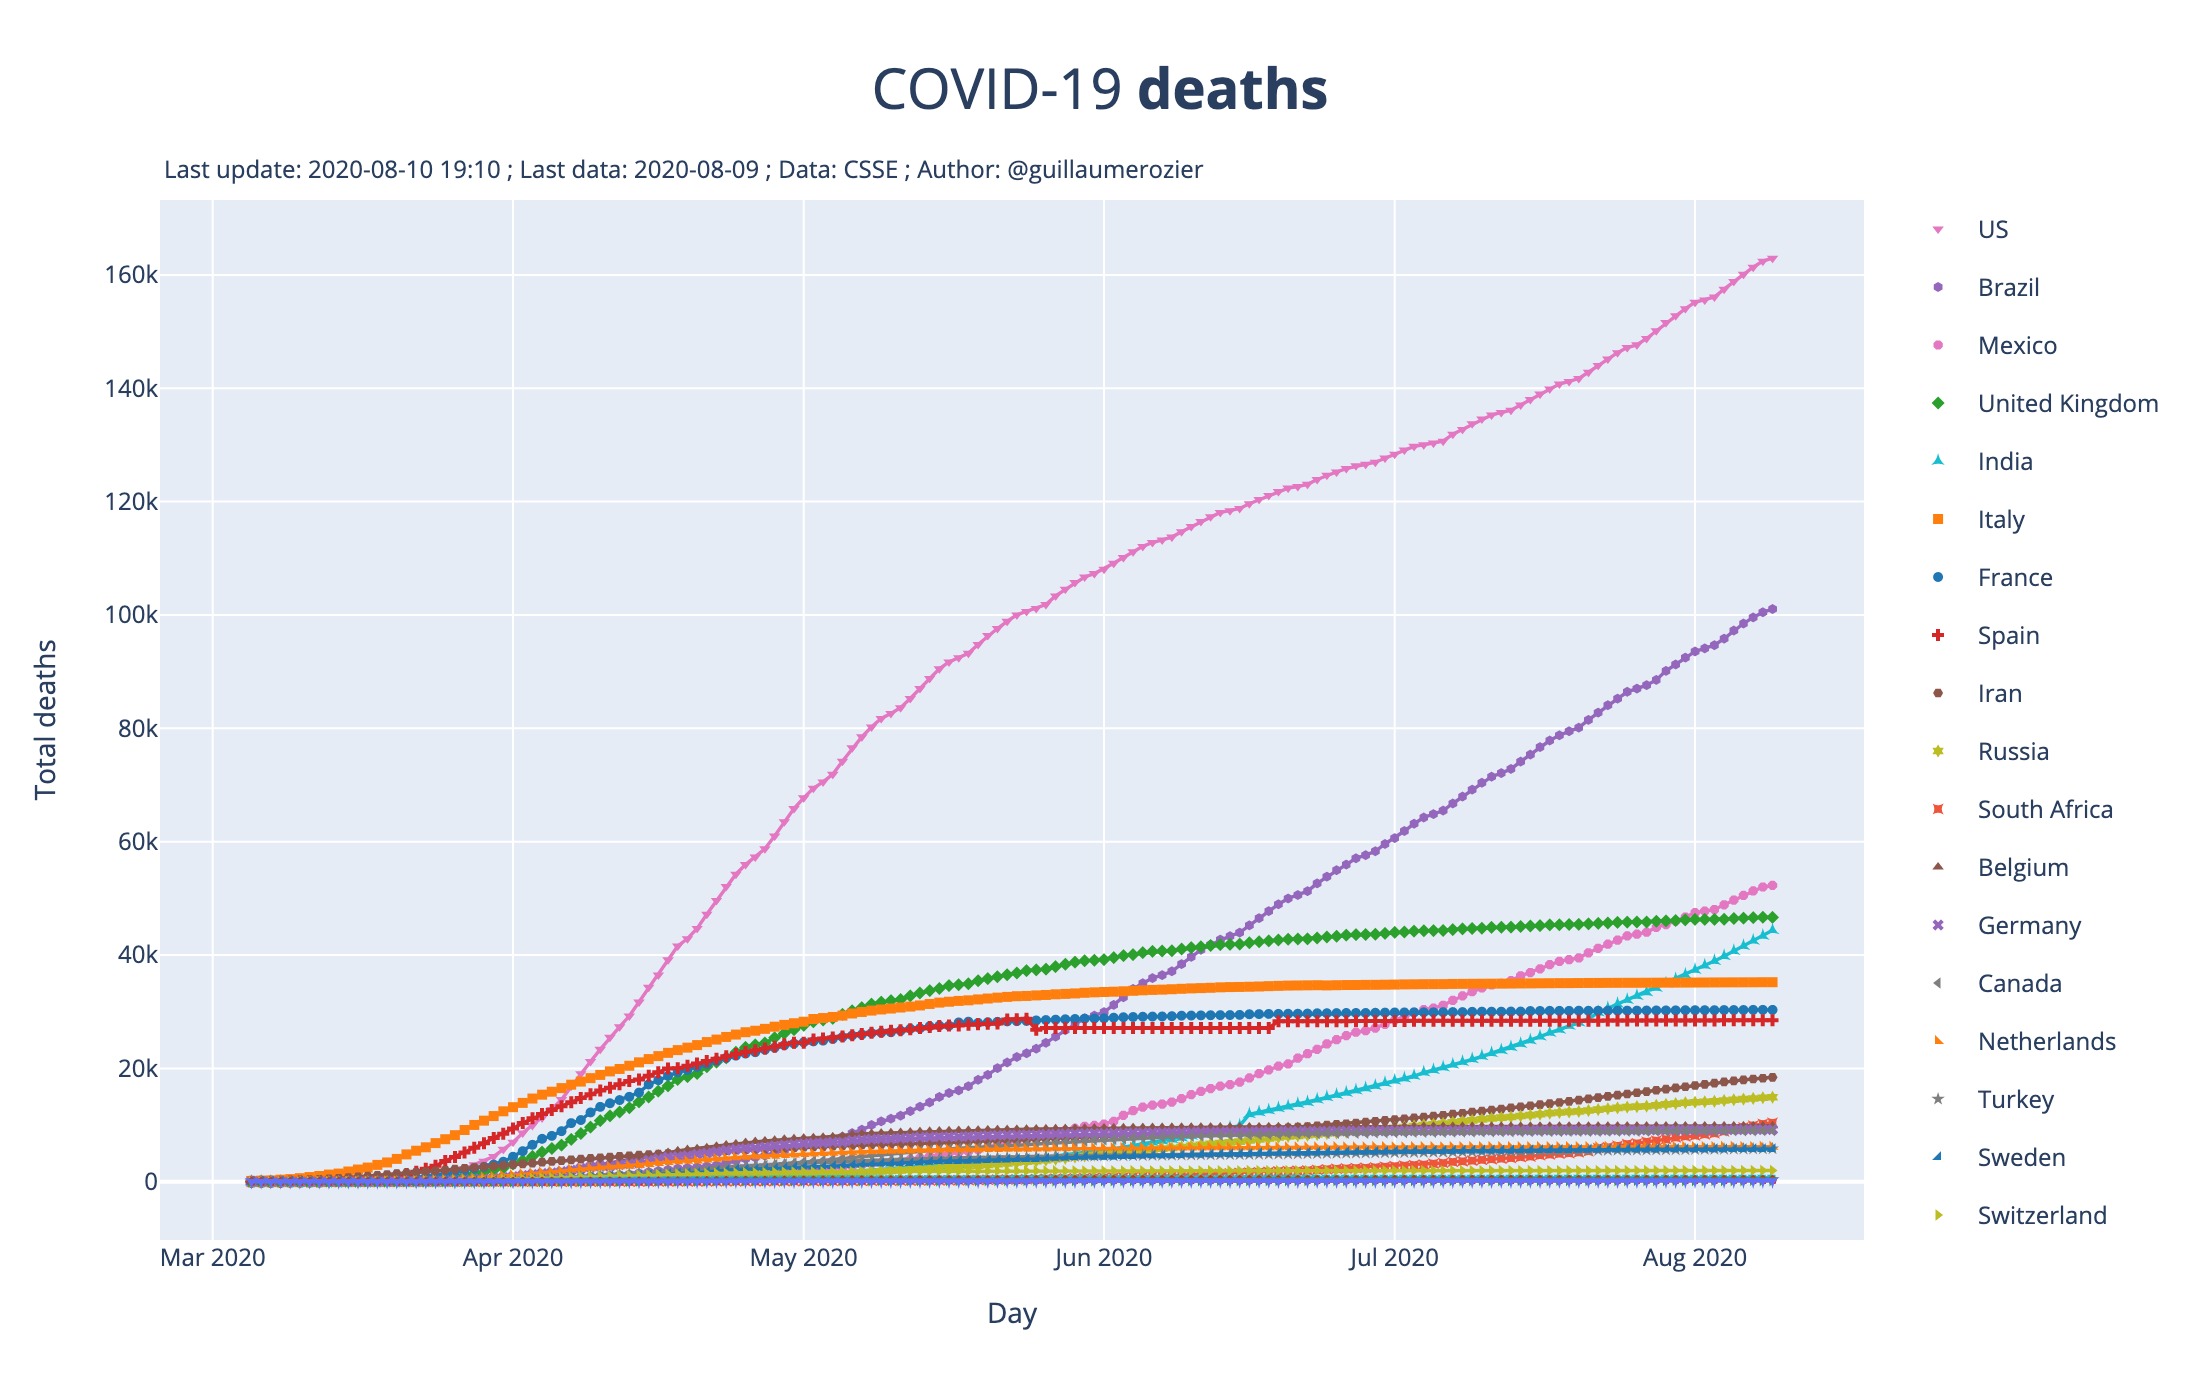 COVID-19 deaths
Last update: 2020-08-10 19:10 ; Last data: 2020-08-09 ; Data: CSSE ; Author: @guillaumerozier
Total deaths
160k
140k
120k
100k
80k
60k
40k
20k
0
Mar 2020 Apr 2020 May 2020 Jun 2020 Jul 2020 Aug 2020
Day
US
Brazil
Mexico
United Kingdom
India
Italy
France
Spain
Iran
Russia
South Africa
Belgium
Germany
Canada
Netherlands
Turkey
Sweden
Switzerland